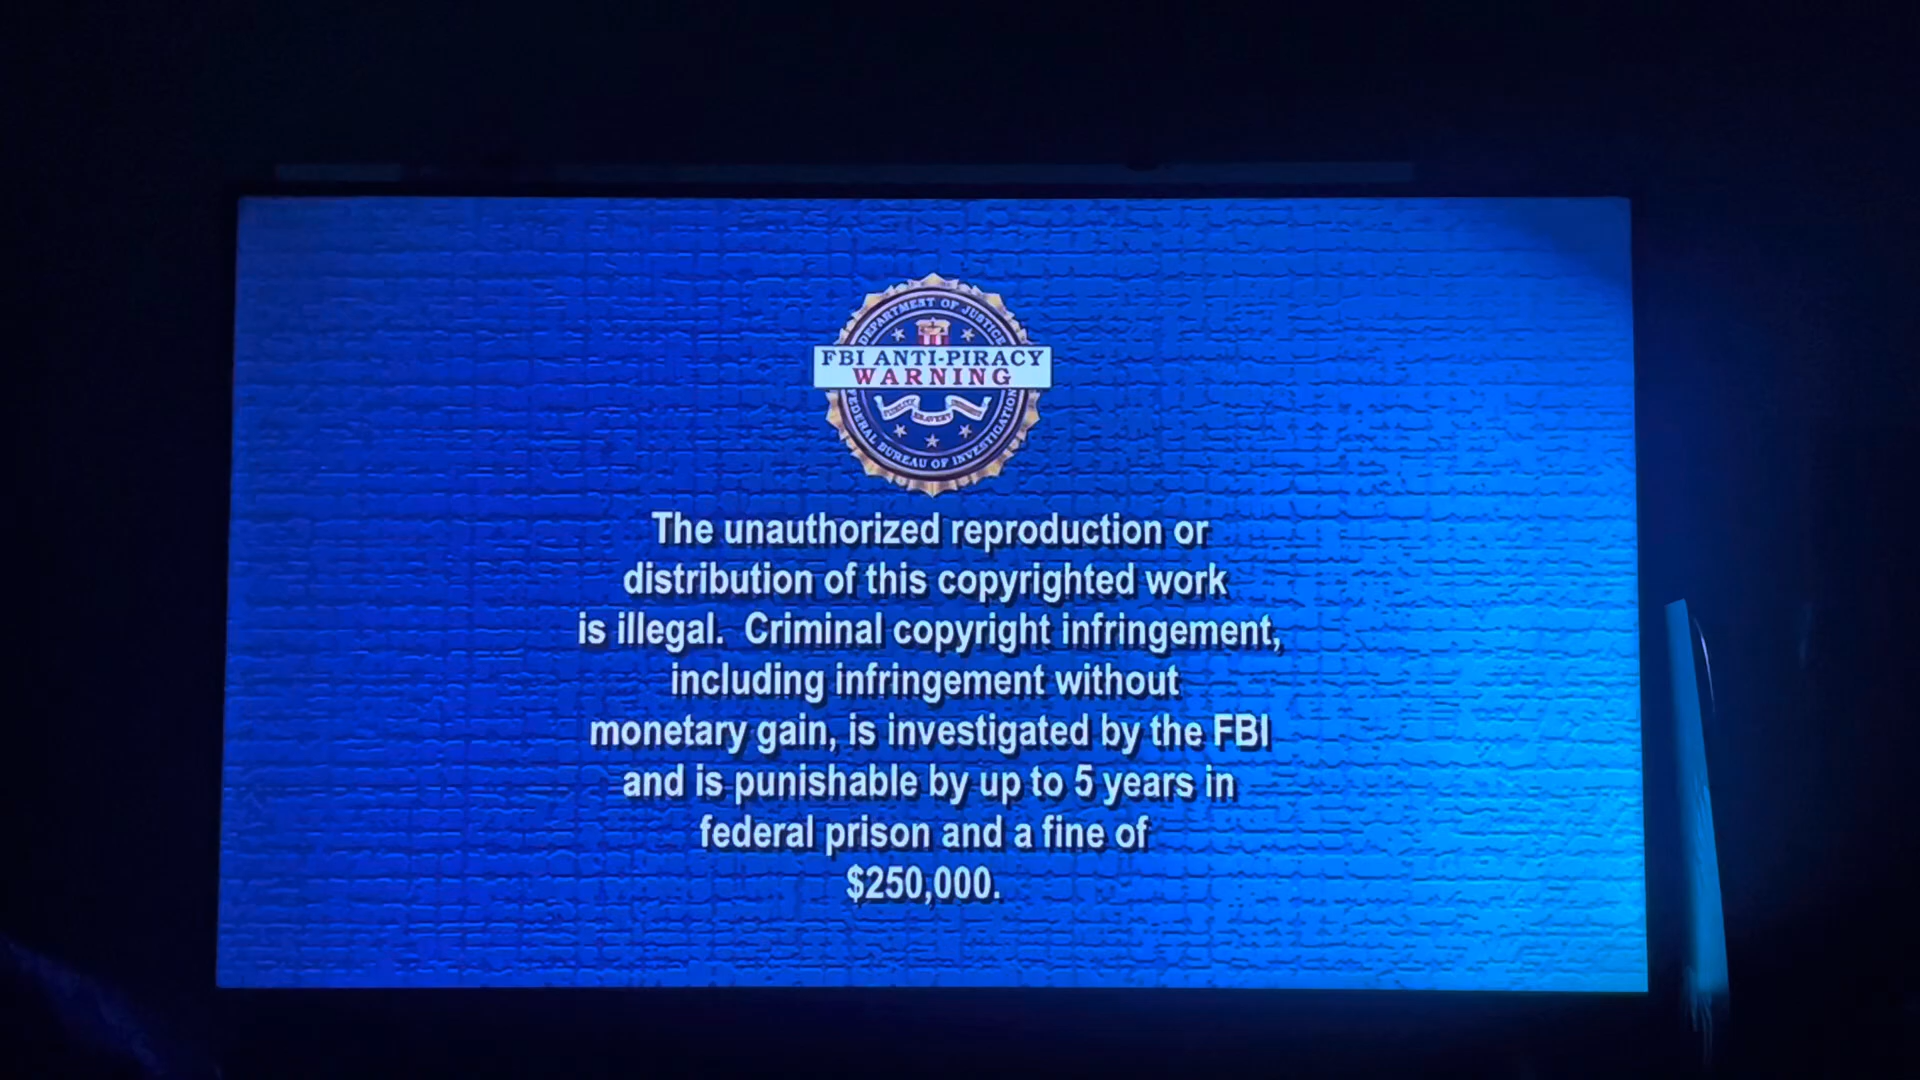 DEPARTMENT OF JUSTICE
FBI ANTI-PIRACY
WARNING
FIDELITY BRAVERY
FEDERAL BUREAU OF INVESTIGATION
The unauthorized reproduction or
distribution of this copyrighted work
is illegal.  Criminal copyright infringement,
including infringement without
monetary gain, is investigated by the FBI
and is punishable by up to 5 years in
federal prison and a fine of
$250,000.